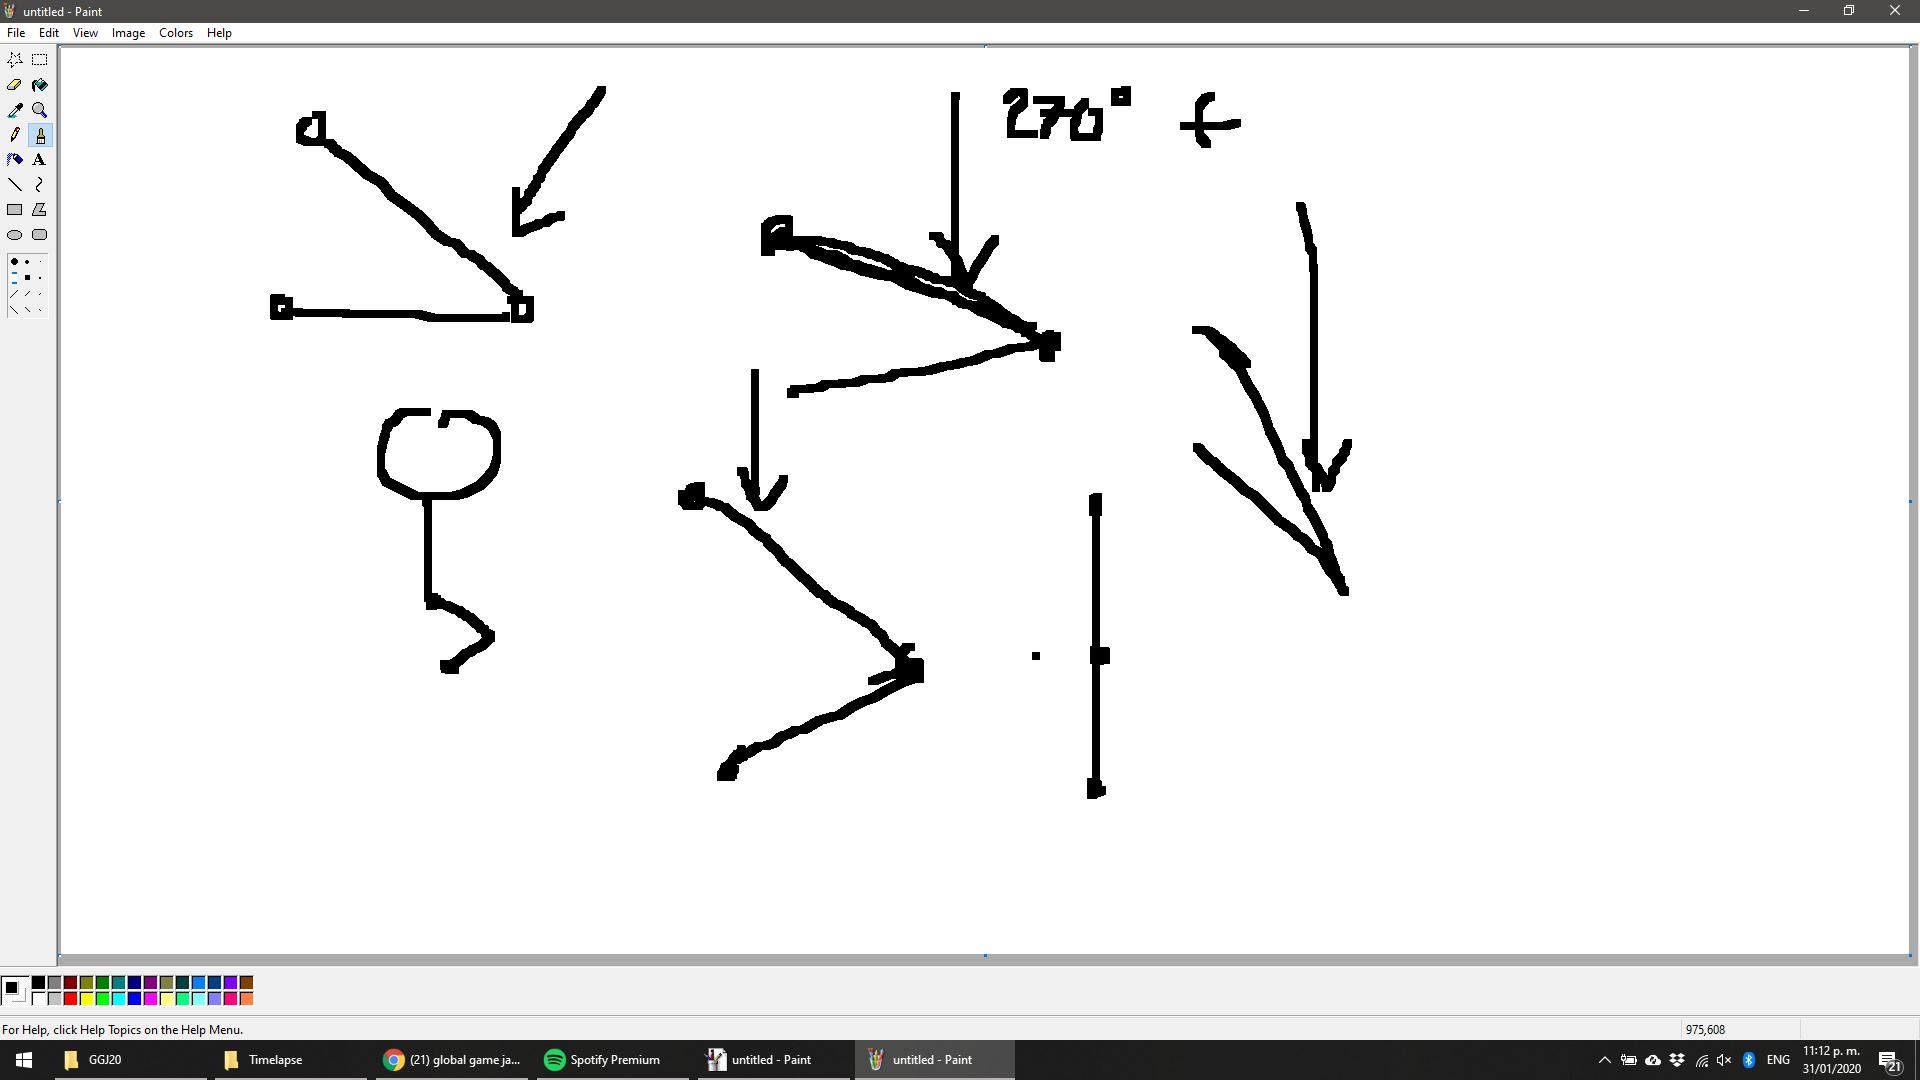 untitled - Paint
File Edit View Image Colors Help
270° +
A
For Help, click Help Topics on the Help Menu.
975,608
GGJ20
Timelapse
(21) global game ja...
Spotify Premium
untitled - Paint
untitled - Paint
ENG
11:12 p. m.
31/01/2020
21